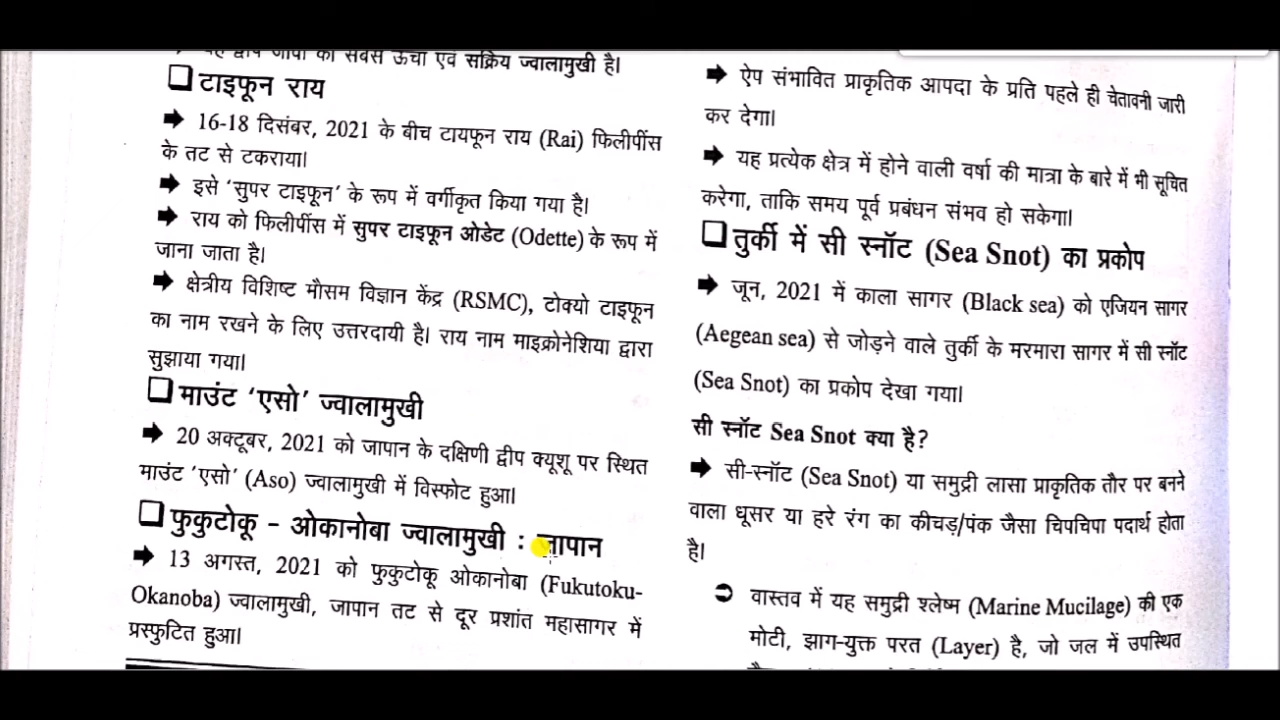 यह द्वीप जावा का सबसे ऊंचा एवं सक्रिय ज्वालामुखी है।
❑ टाइफून राय
➡ 16-18 दिसंबर, 2021 के बीच टायफून राय (Rai) फिलीपींस
के तट से टकराया।
➡ इसे ‘सुपर टाइफून’ के रूप में वर्गीकृत किया गया है।
➡ राय को फिलीपींस में सुपर टाइफून ओडेट (Odette) के रूप में
जाना जाता है।
➡ क्षेत्रीय विशिष्ट मौसम विज्ञान केंद्र (RSMC), टोक्यो टाइफून
का नाम रखने के लिए उत्तरदायी है। राय नाम माइक्रोनेशिया द्वारा
सुझाया गया।
❑ माउंट ‘एसो’ ज्वालामुखी
➡ 20 अक्टूबर, 2021 को जापान के दक्षिणी द्वीप क्यूशू पर स्थित
माउंट ‘एसो’ (Aso) ज्वालामुखी में विस्फोट हुआ।
❑ फुकुटोकू - ओकानोबा ज्वालामुखी : जापान
➡ 13 अगस्त, 2021 को फुकुटोकू ओकानोबा (Fukutoku-
Okanoba) ज्वालामुखी, जापान तट से दूर प्रशांत महासागर में
प्रस्फुटित हुआ।
➡ ऐप संभावित प्राकृतिक आपदा के प्रति पहले ही चेतावनी जारी
कर देगा।
➡ यह प्रत्येक क्षेत्र में होने वाली वर्षा की मात्रा के बारे में भी सूचित
करेगा, ताकि समय पूर्व प्रबंधन संभव हो सकेगा।
❑ तुर्की में सी स्नॉट (Sea Snot) का प्रकोप
➡ जून, 2021 में काला सागर (Black sea) को एजियन सागर
(Aegean sea) से जोड़ने वाले तुर्की के मरमारा सागर में सी स्नॉट
(Sea Snot) का प्रकोप देखा गया।
सी स्नॉट Sea Snot क्या है?
➡ सी-स्नॉट (Sea Snot) या समुद्री लासा प्राकृतिक तौर पर बनने
वाला धूसर या हरे रंग का कीचड़/पंक जैसा चिपचिपा पदार्थ होता
है।
➲ वास्तव में यह समुद्री श्लेष्म (Marine Mucilage) की एक
मोटी, झाग-युक्त परत (Layer) है, जो जल में उपस्थित